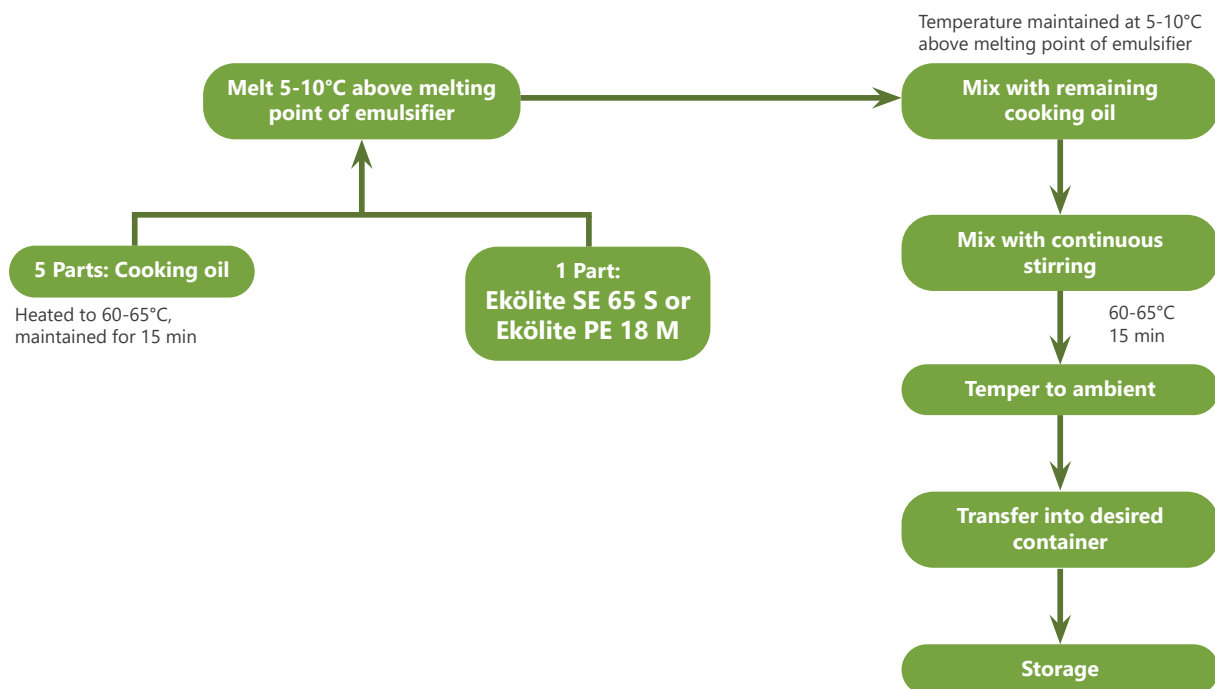 Temperature maintained at 5-10°C
above melting point of emulsifier
Melt 5-10°C above melting
point of emulsifier
Mix with remaining
cooking oil
Mix with continuous
stirring
5 Parts: Cooking oil
Heated to 60-65°C,
maintained for 15 min
1 Part:
Ekölite SE 65 S or
Ekölite PE 18 M
60-65°C
15 min
Temper to ambient
Transfer into desired
container
Storage